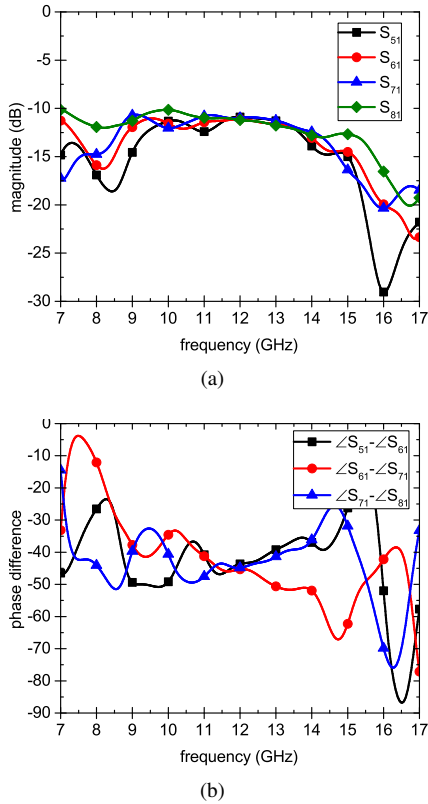 (a)
0
-5
-10
-15
-20
-25
-30
magnitude (dB)
S51
S61
S71
S81
7 8 9 10 11 12 13 14 15 16 17
frequency (GHz)
(a)
0
-10
-20
-30
-40
-50
-60
-70
-80
-90
phase difference
∠S51-∠S61
∠S61-∠S71
∠S71-∠S81
7 8 9 10 11 12 13 14 15 16 17
frequency (GHz)
(b)